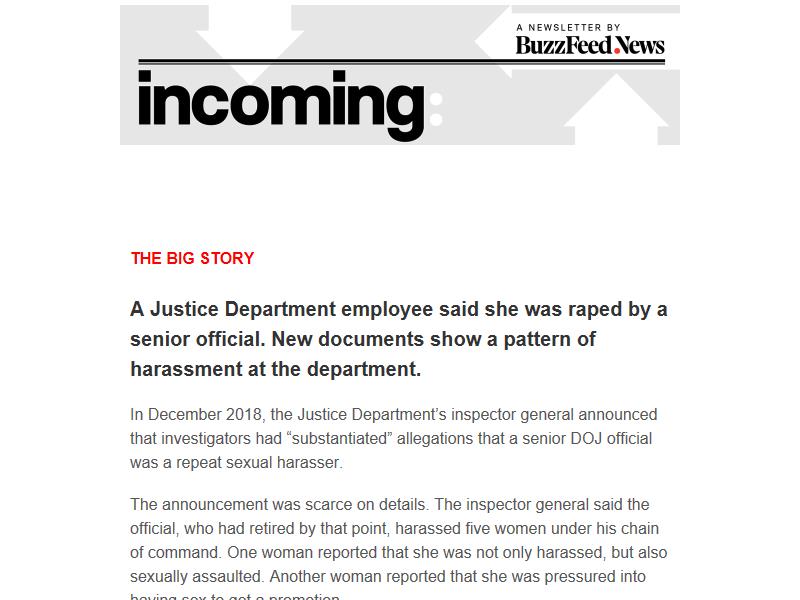 A NEWSLETTER BY
BuzzFeed.News
incoming:
THE BIG STORY
A Justice Department employee said she was raped by a
senior official. New documents show a pattern of
harassment at the department.
In December 2018, the Justice Department’s inspector general announced
that investigators had “substantiated” allegations that a senior DOJ official
was a repeat sexual harasser.
The announcement was scarce on details. The inspector general said the
official, who had retired by that point, harassed five women under his chain
of command. One woman reported that she was not only harassed, but also
sexually assaulted. Another woman reported that she was pressured into
having sex to get a promotion.